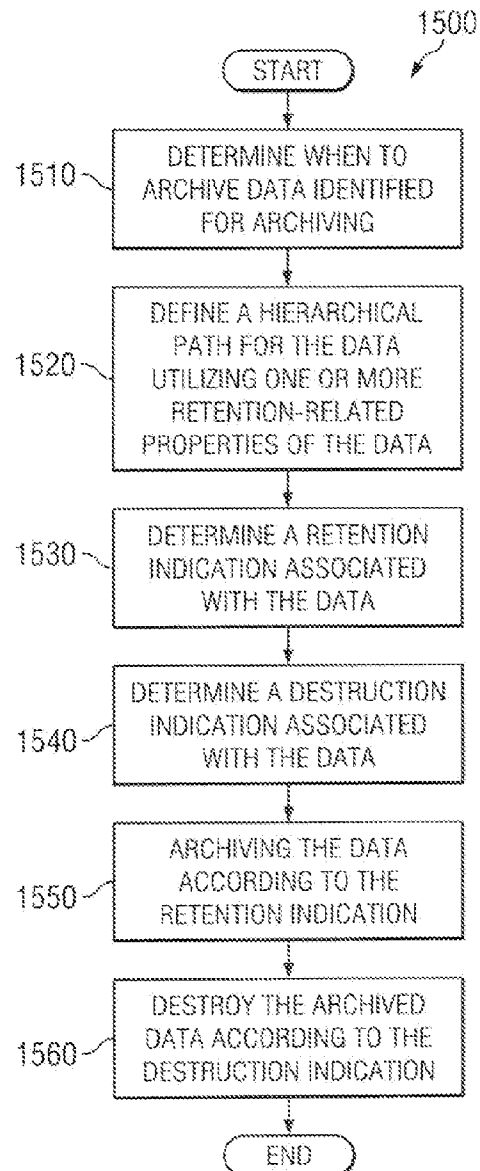 1500
START
1510
DETERMINE WHEN TO
ARCHIVE DATA IDENTIFIED
FOR ARCHIVING
1520
DEFINE A HIERARCHICAL
PATH FOR THE DATA
UTILIZING ONE OR MORE
RETENTION-RELATED
PROPERTIES OF THE DATA
1530
DETERMINE A RETENTION
INDICATION ASSOCIATED
WITH THE DATA
1540
DETERMINE A DESTRUCTION
INDICATION ASSOCIATED
WITH THE DATA
1550
ARCHIVING THE DATA
ACCORDING TO THE
RETENTION INDICATION
1560
DESTROY THE ARCHIVED
DATA ACCORDING TO THE
DESTRUCTION INDICATION
END